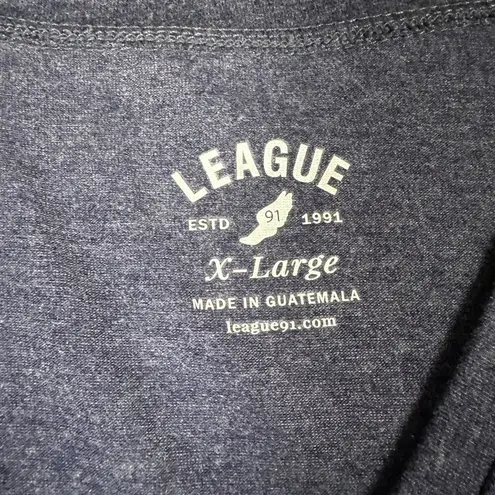 LEAGUE
ESTD 91 1991
X-Large
MADE IN GUATEMALA
league91.com